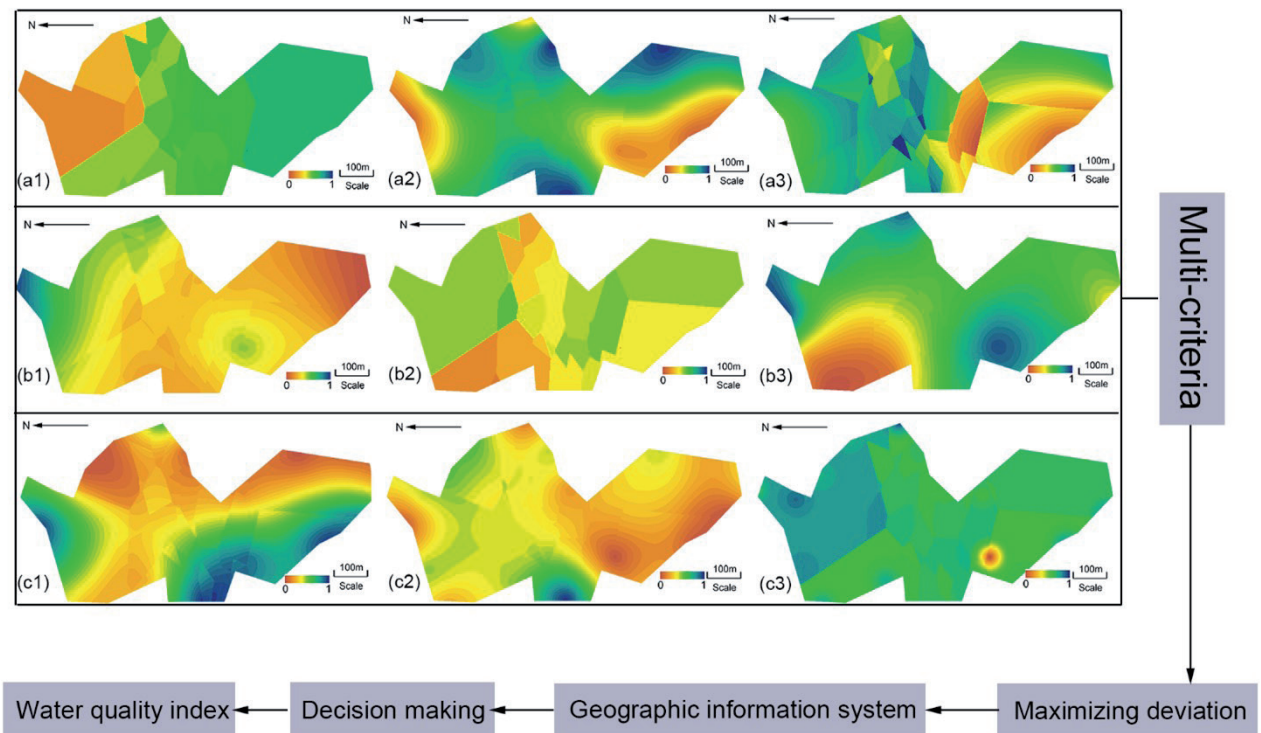 N
N
N
(a1)
0 1
100m
Scale
(a2)
0 1
100m
Scale
(a3)
0 1
100m
Scale
N
N
N
(b1)
0 1
100m
Scale
(b2)
0 1
100m
Scale
(b3)
0 1
100m
Scale
N
N
N
(c1)
0 1
100m
Scale
(c2)
0 1
100m
Scale
(c3)
0 1
100m
Scale
Multi-criteria
Water quality index
Decision making
Geographic information system
Maximizing deviation